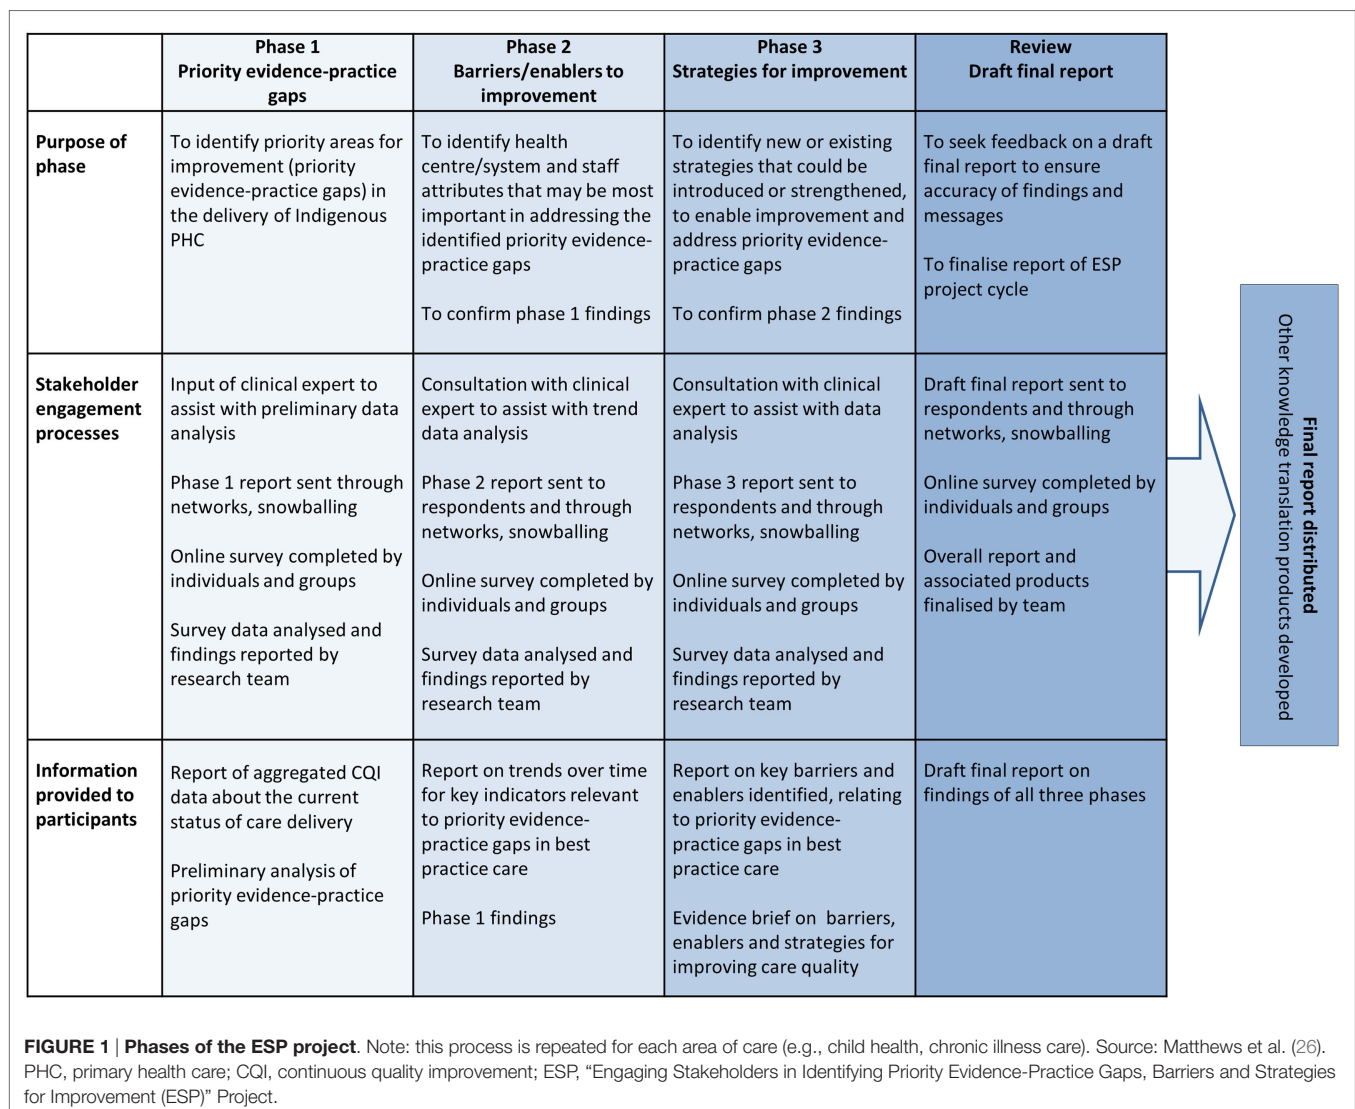 Phase 1
Priority evidence-practice
gaps
Phase 2
Barriers/enablers to
improvement
Phase 3
Strategies for improvement
Review
Draft final report
Purpose of
phase
To identify priority areas for
improvement (priority
evidence-practice gaps) in
the delivery of Indigenous
PHC
To identify health
centre/system and staff
attributes that may be most
important in addressing the
identified priority evidence-
practice gaps
To confirm phase 1 findings
To identify new or existing
strategies that could be
introduced or strengthened,
to enable improvement and
address priority evidence-
practice gaps
To confirm phase 2 findings
To seek feedback on a draft
final report to ensure
accuracy of findings and
messages
To finalise report of ESP
project cycle
Stakeholder
engagement
processes
Input of clinical expert to
assist with preliminary data
analysis
Phase 1 report sent through
networks, snowballing
Online survey completed by
individuals and groups
Survey data analysed and
findings reported by
research team
Consultation with clinical
expert to assist with trend
data analysis
Phase 2 report sent to
respondents and through
networks, snowballing
Online survey completed by
individuals and groups
Survey data analysed and
findings reported by
research team
Consultation with clinical
expert to assist with data
analysis
Phase 3 report sent to
respondents and through
networks, snowballing
Online survey completed by
individuals and groups
Survey data analysed and
findings reported by
research team
Draft final report sent to
respondents and through
networks, snowballing
Online survey completed by
individuals and groups
Overall report and
associated products
finalised by team
Information
provided to
participants
Report of aggregated CQI
data about the current
status of care delivery
Preliminary analysis of
priority evidence-practice
gaps
Report on trends over time
for key indicators relevant
to priority evidence-
practice gaps in best
practice care
Phase 1 findings
Report on key barriers and
enablers identified, relating
to priority evidence-
practice gaps in best
practice care
Evidence brief on  barriers,
enablers and strategies for
improving care quality
Draft final report on
findings of all three phases
Final report distributed
Other knowledge translation products developed
FIGURE 1 | Phases of the ESP project. Note: this process is repeated for each area of care (e.g., child health, chronic illness care). Source: Matthews et al. (26).
PHC, primary health care; CQI, continuous quality improvement; ESP, “Engaging Stakeholders in Identifying Priority Evidence-Practice Gaps, Barriers and Strategies
for Improvement (ESP)” Project.